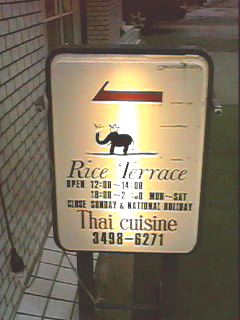 Rice Terrace
OPEN 12:00～14:00
MON～SAT
CLOSE SUNDAY & NATIONAL HOLIDAY
Thai cuisine
3498-6271